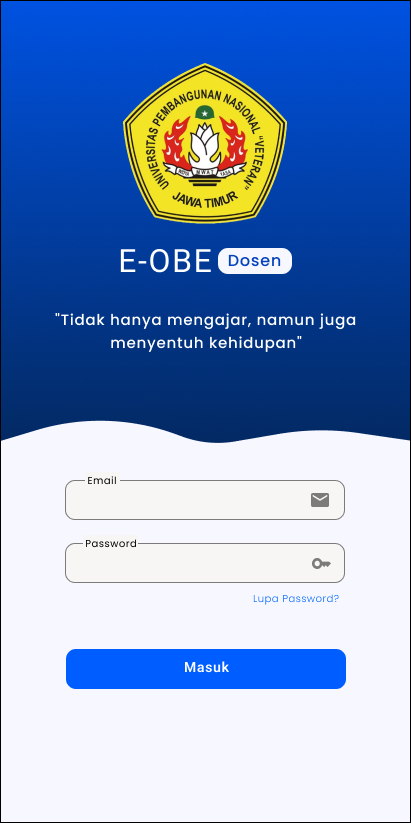 UNIVERSITAS PEMBANGUNAN NASIONAL "VETERAN"
JAWA TIMUR
E-OBE Dosen
"Tidak hanya mengajar, namun juga
menyentuh kehidupan"
Email
Password
Lupa Password?
Masuk